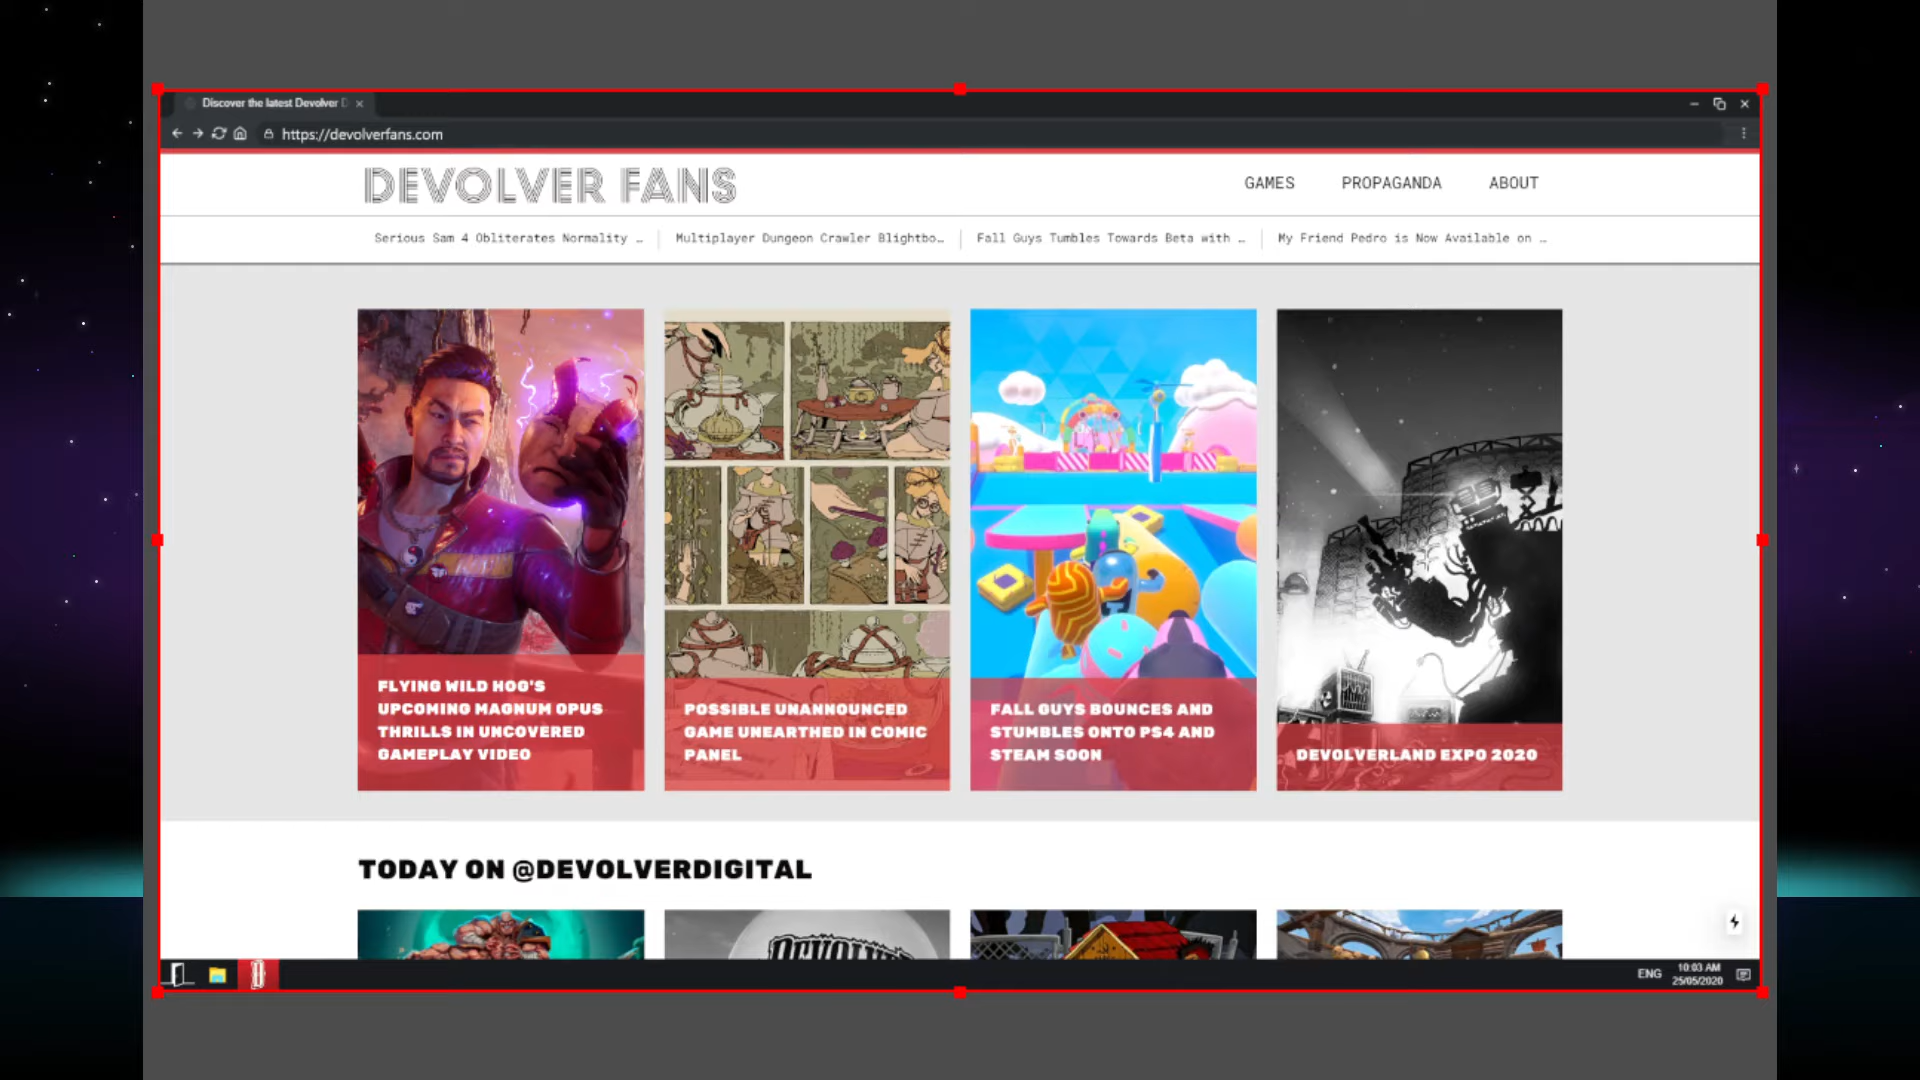 Discover the latest Devolver D
https://devolverfans.com
DEVOLVER FANS
GAMES
PROPAGANDA
ABOUT
Serious Sam 4 Obliterates Normality …
Multiplayer Dungeon Crawler Blightbo…
Fall Guys Tumbles Towards Beta with …
My Friend Pedro is Now Available on …
FLYING WILD HOG'S
UPCOMING MAGNUM OPUS
THRILLS IN UNCOVERED
GAMEPLAY VIDEO
POSSIBLE UNANNOUNCED
GAME UNEARTHED IN COMIC
PANEL
FALL GUYS BOUNCES AND
STUMBLES ONTO PS4 AND
STEAM SOON
DEVOLVERLAND EXPO 2020
TODAY ON @DEVOLVERDIGITAL
DEVOLV
ENG
10:03 AM
25/05/2020